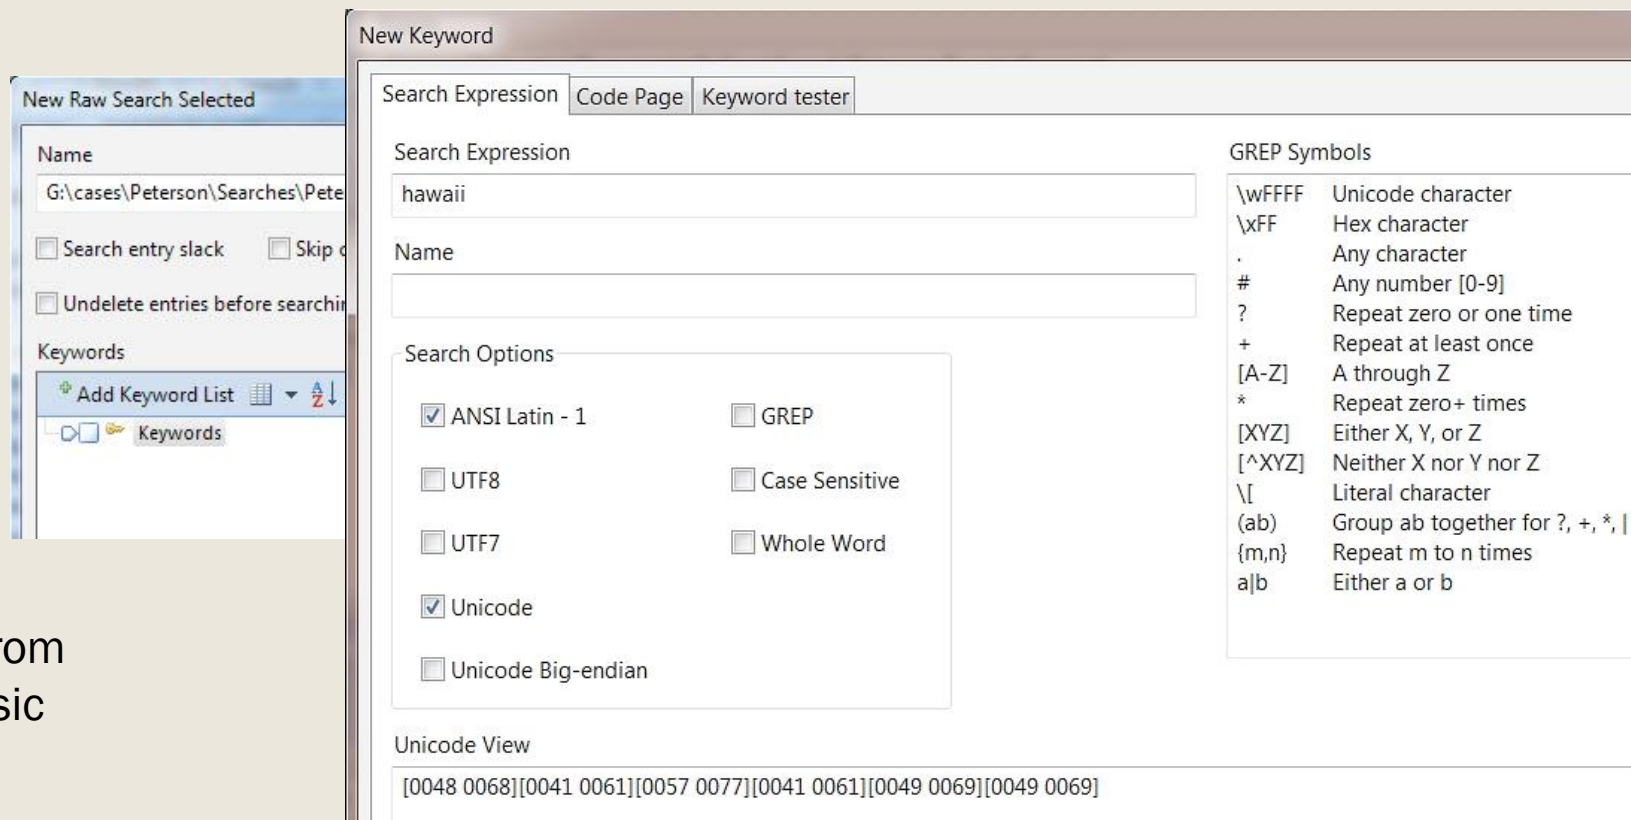 New Raw Search Selected
Name
G:\cases\Peterson\Searches\Pete
Search entry slack
Skip
Undelete entries before
Keywords
Add Keyword List
Keywords
New Keyword
Search Expression Code Page Keyword tester
Search Expression
hawaii
Name
Search Options
ANSI Latin - 1 GREP
UTF8 Case Sensitive
UTF7 Whole Word
Unicode
Unicode Big-endian
Unicode View
[0048 0068][0041 0061][0057 0077][0041 0061][0049 0069][0049 0069]
GREP Symbols
\wFFFF Unicode character
\xFF Hex character
. Any character
# Any number [0-9]
? Repeat zero or one time
+ Repeat at least once
[A-Z] A through Z
* Repeat zero+ times
[XYZ] Either X, Y, or Z
[^XYZ] Neither X nor Y nor Z
\[ Literal character
(ab) Group ab together for ?, +, *, |
{m,n} Repeat m to n times
a|b Either a or b